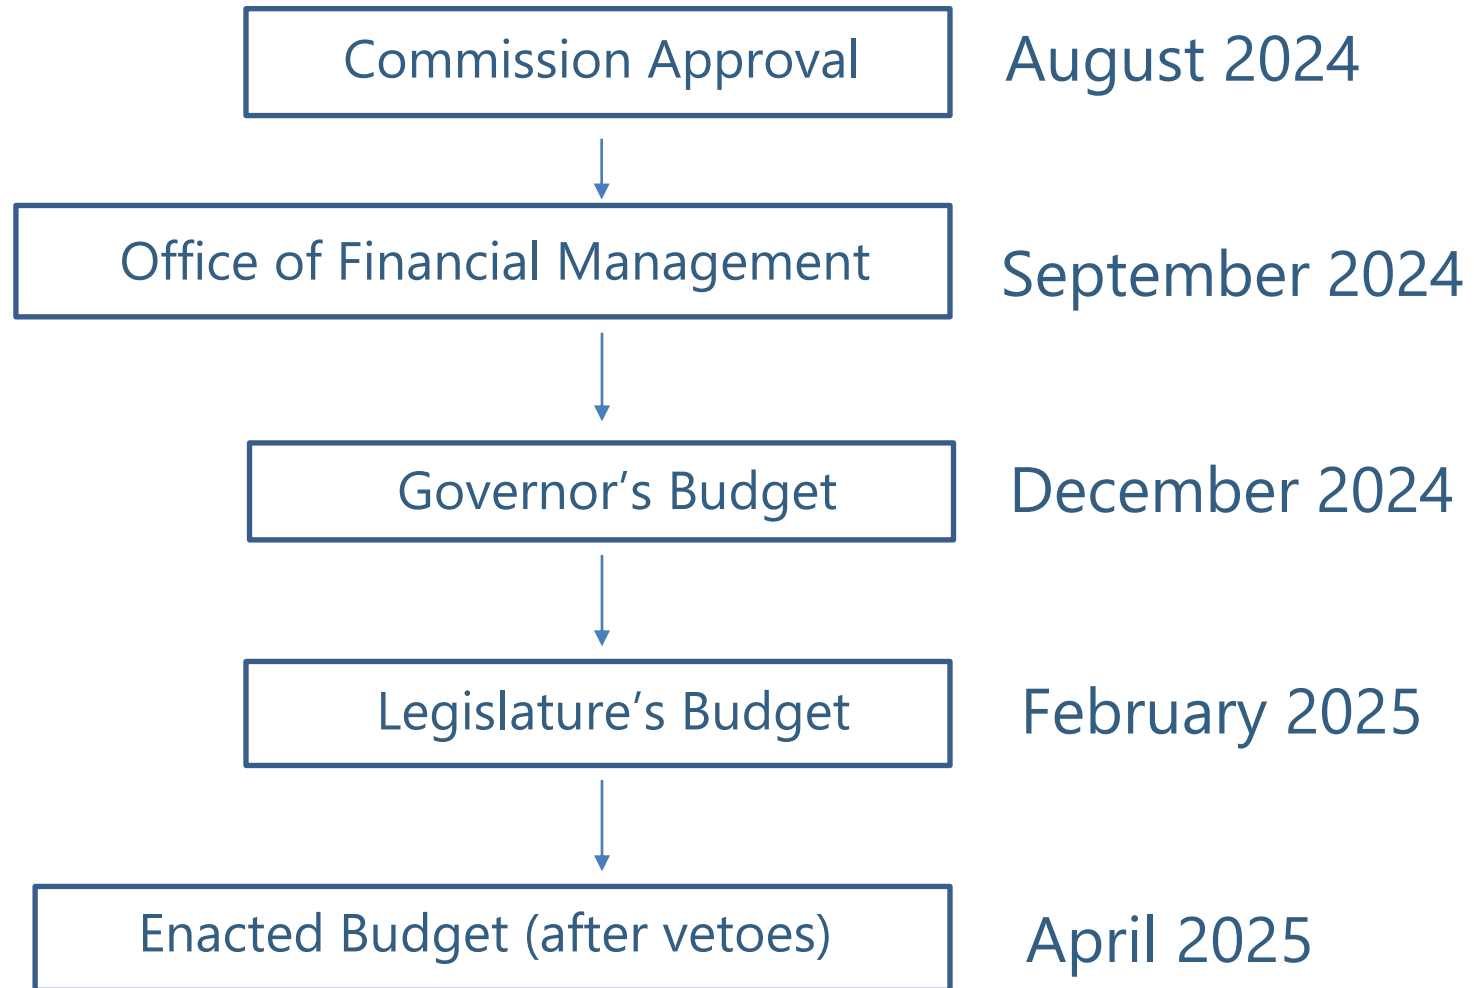 Commission Approval August 2024
Office of Financial Management September 2024
Governor’s Budget December 2024
Legislature’s Budget February 2025
Enacted Budget (after vetoes) April 2025